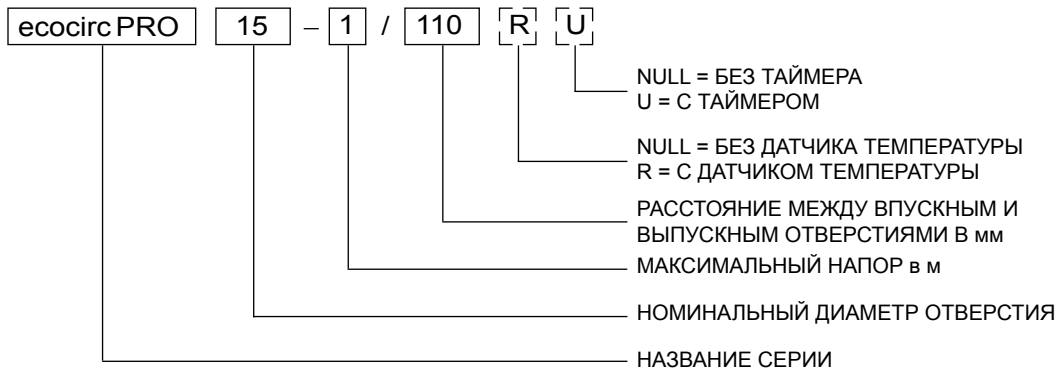 ecocirc PRO 15 – 1 / 110 R U
NULL = БЕЗ ТАЙМЕРА
U = С ТАЙМЕРОМ
NULL = БЕЗ ДАТЧИКА ТЕМПЕРАТУРЫ
R = С ДАТЧИКОМ ТЕМПЕРАТУРЫ
РАССТОЯНИЕ МЕЖДУ ВПУСКНЫМ И
ВЫПУСКНЫМ ОТВЕРСТИЯМИ В мм
МАКСИМАЛЬНЫЙ НАПОР в м
НОМИНАЛЬНЫЙ ДИАМЕТР ОТВЕРСТИЯ
НАЗВАНИЕ СЕРИИ